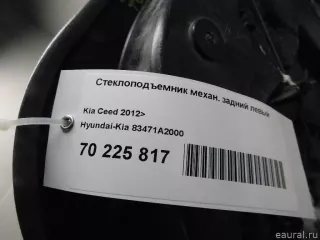 Стеклоподъемник механ. задний левый
Kia Ceed 2012>
Hyundai-Kia 83471A2000
70 225 817
eaural.ru